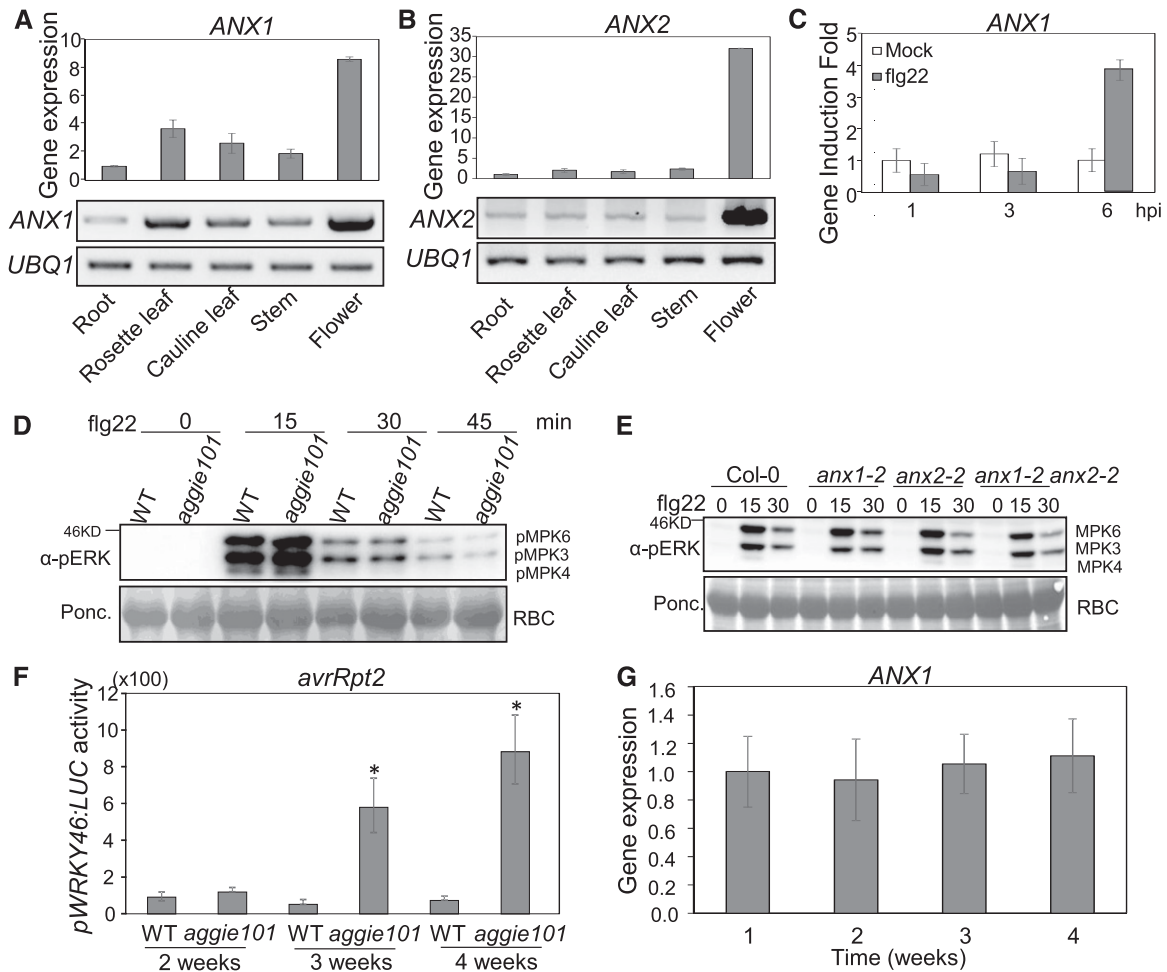 A
ANX1
Gene expression
10
8
6
4
2
0
ANX1
UBQ1
Root
Rosette leaf
Cauline leaf
Stem
Flower
B
ANX2
Gene expression
35
30
25
20
15
10
5
0
ANX2
UBQ1
Root
Rosette leaf
Cauline leaf
Stem
Flower
C
ANX1
Gene Induction Fold
5
4
3
2
1
0
Mock
flg22
1 3 6 hpi
D
flg22 0 15 30 45 min
WT aggie101 WT aggie101 WT aggie101 WT aggie101
46KD
α-pERK
pMPK6
pMPK3
pMPK4
Ponc.
RBC
E
Col-0 anx1-2 anx2-2 anx1-2 anx2-2
flg22 0 15 30 0 15 30 0 15 30 0 15 30
46KD
α-pERK
MPK6
MPK3
MPK4
Ponc.
RBC
F
(x100)
avrRpt2
pWRKY46:LUC activity
12
10
8
6
4
2
0
*
*
WT aggie101 WT aggie101 WT aggie101
2 weeks 3 weeks 4 weeks
G
ANX1
Gene expression
1.6
1.4
1.2
1.0
0.8
0.6
0.4
0.2
0.0
1 2 3 4
Time (weeks)